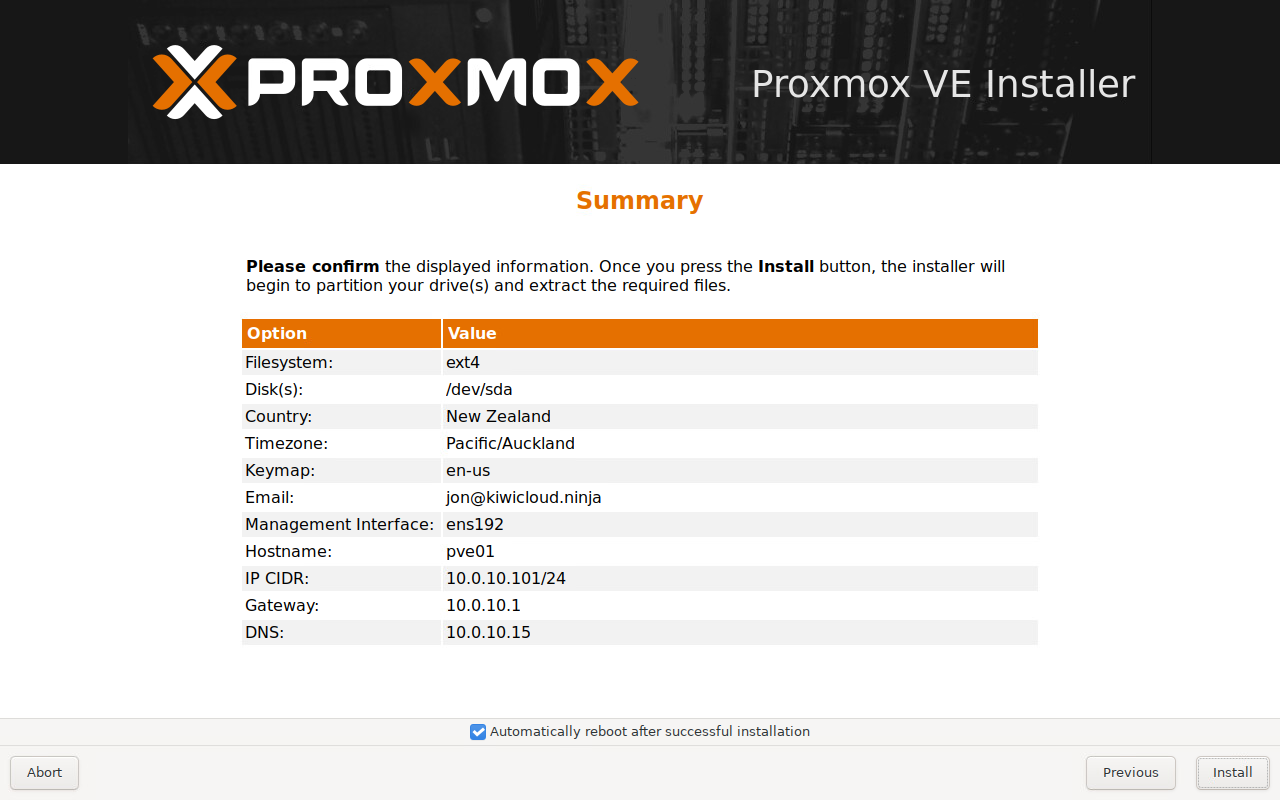 PROXMOX
Proxmox VE Installer
Summary
Please confirm the displayed information. Once you press the Install button, the installer will
begin to partition your drive(s) and extract the required files.
Option Value
Filesystem: ext4
Disk(s): /dev/sda
Country: New Zealand
Timezone: Pacific/Auckland
Keymap: en-us
Email: jon@kiwicloud.ninja
Management Interface: ens192
Hostname: pve01
IP CIDR: 10.0.10.101/24
Gateway: 10.0.10.1
DNS: 10.0.10.15
Automatically reboot after successful installation
Abort Previous Install